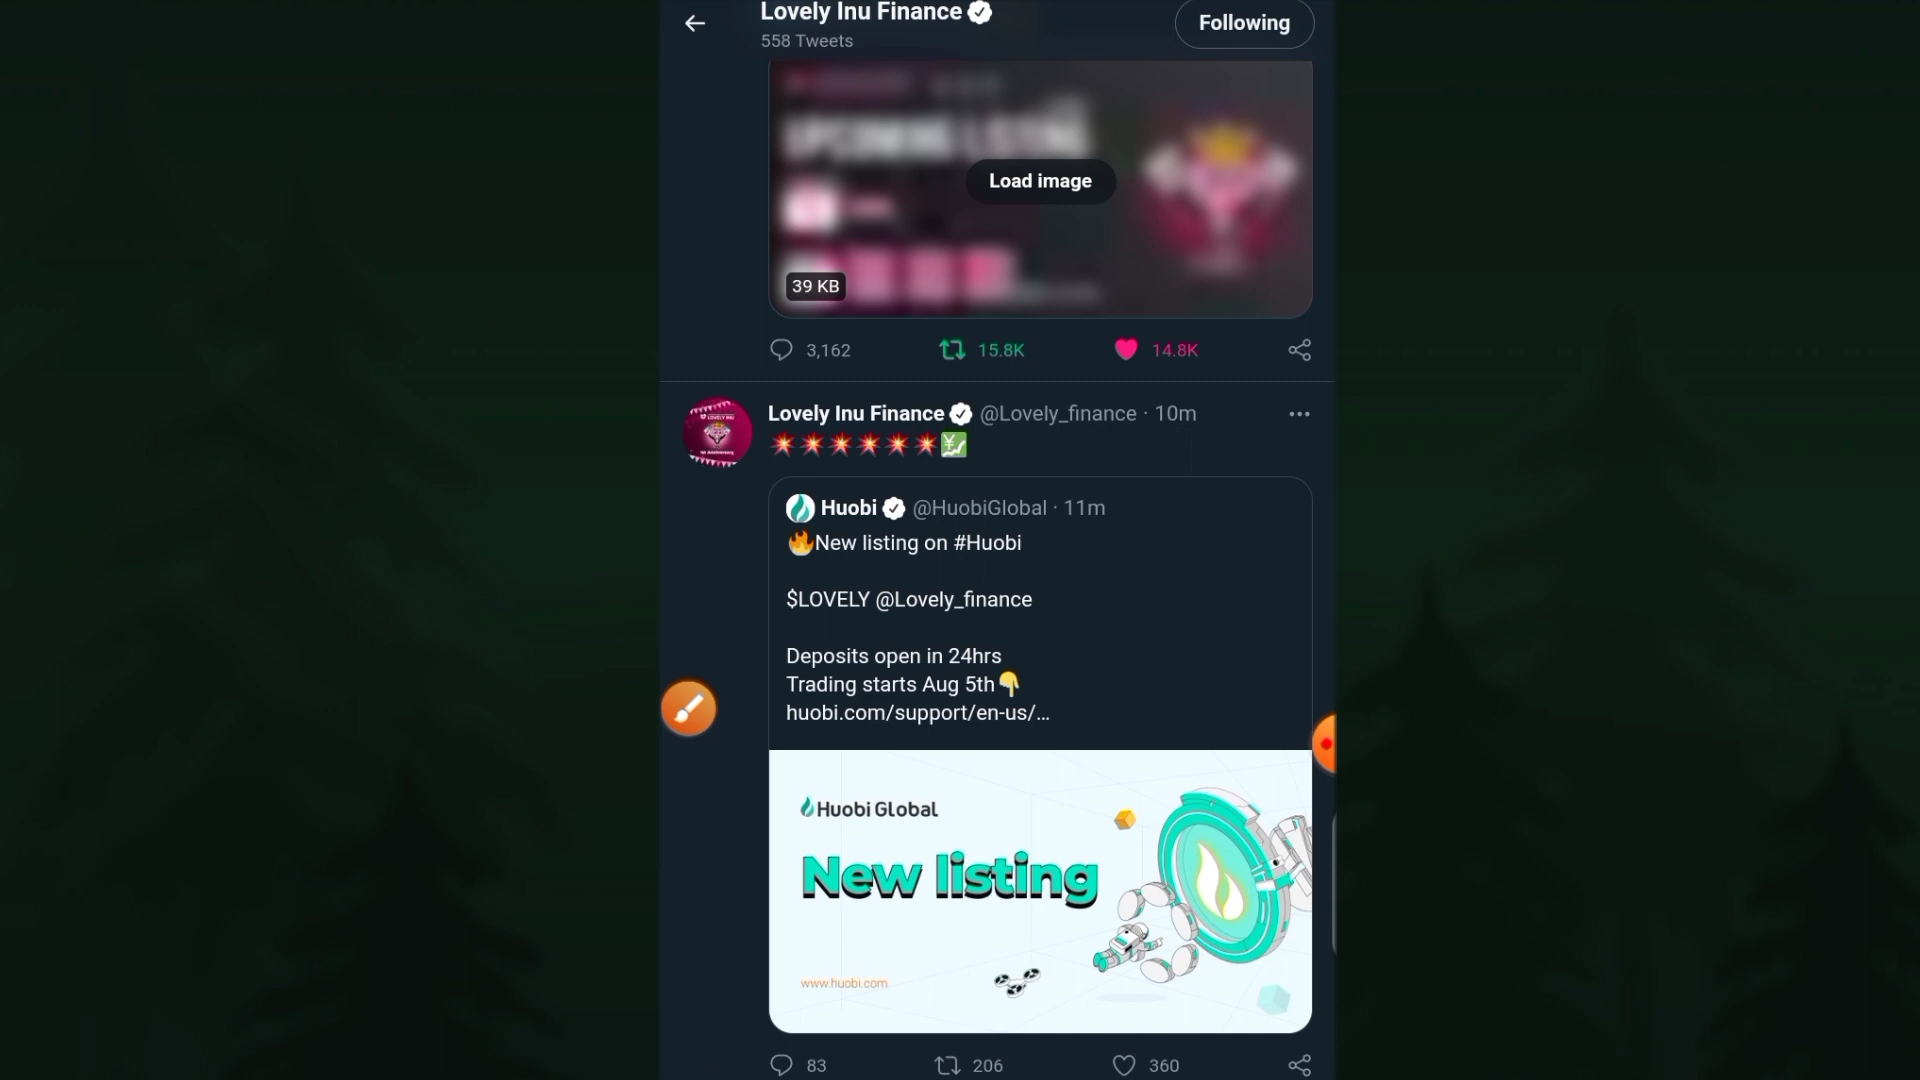 Lovely Inu Finance
558 Tweets
Following
UPCOMING LISTING
Load image
39 KB
3,162
15.8K
14.8K
Lovely Inu Finance @Lovely_finance · 10m
💥💥💥💥💥💥💹
Huobi @HuobiGlobal · 11m
🔥New listing on #Huobi
$LOVELY @Lovely_finance
Deposits open in 24hrs
Trading starts Aug 5th👇
huobi.com/support/en-us/…
Huobi Global
New listing
www.huobi.com
83
206
360